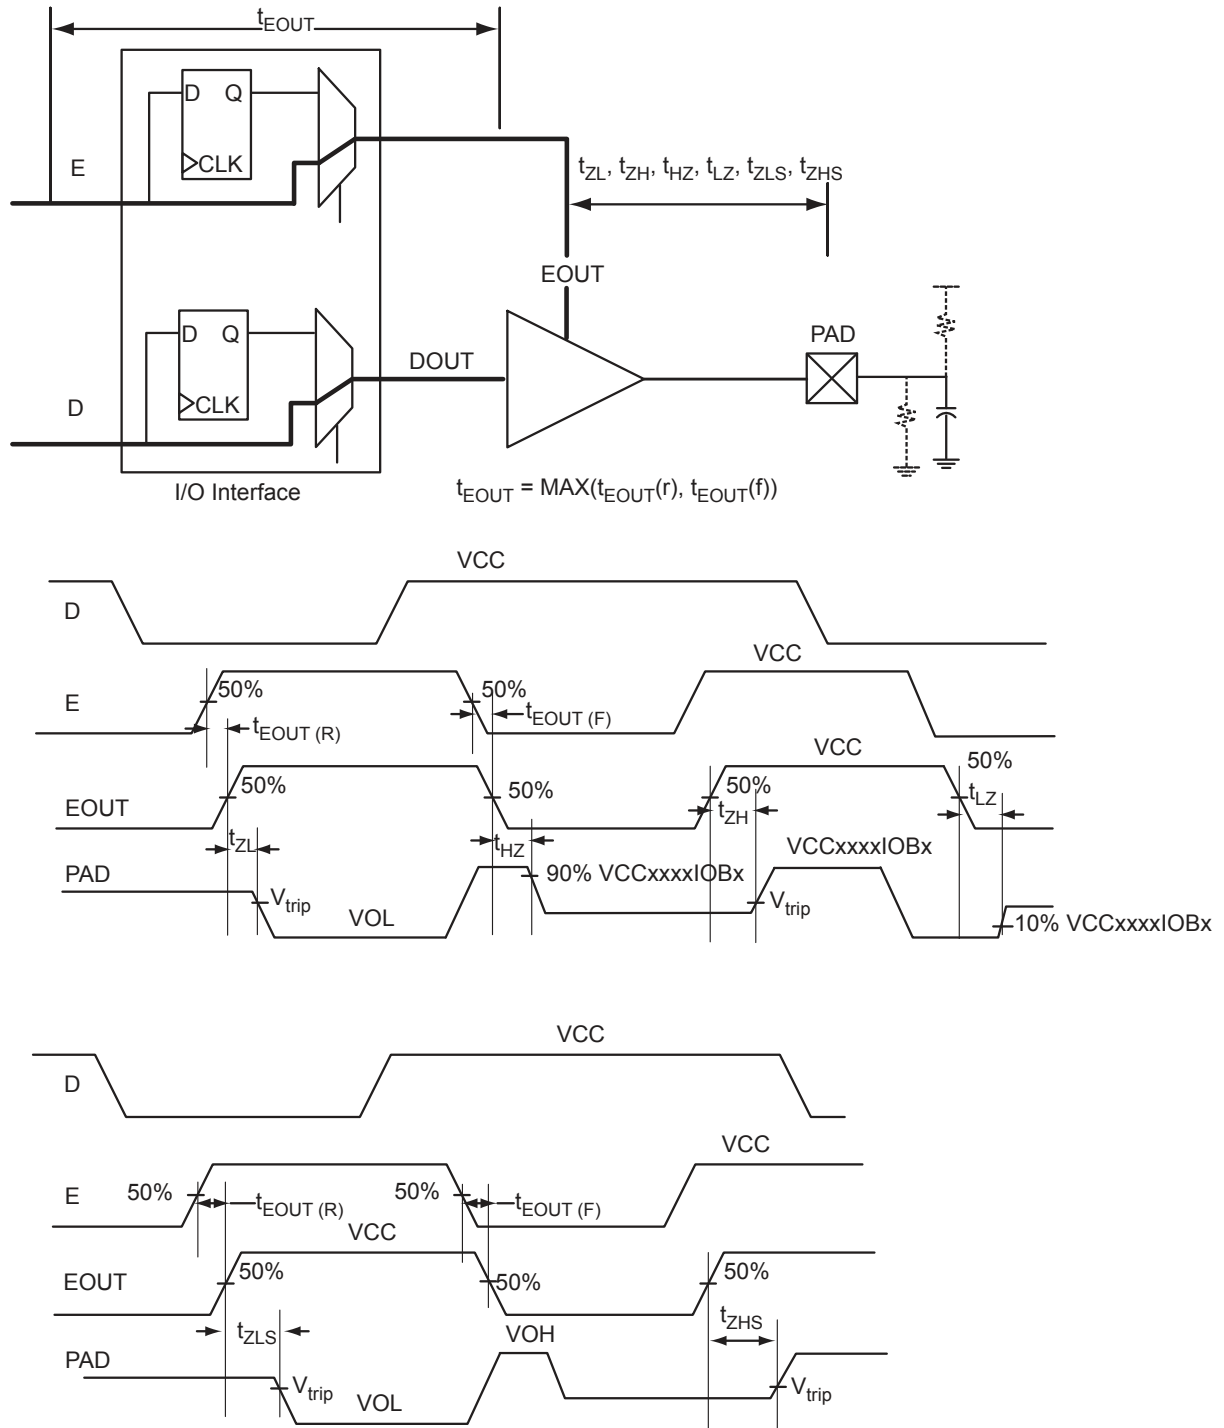 tEOUT
D Q
CLK
E
tZL, tZH, tHZ, tLZ, tZLS, tZHS
EOUT
D Q
CLK
D
DOUT
PAD
I/O Interface
tEOUT = MAX(tEOUT(r), tEOUT(f))
VCC
D
VCC
E
50%
50%
tEOUT (R)
tEOUT (F)
VCC
50%
EOUT
50%
50%
50%
tZL
tHZ
tZH
tLZ
PAD
VCCxxxxIOBx
90% VCCxxxxIOBx
Vtrip
VOL
Vtrip
10% VCCxxxxIOBx
VCC
D
VCC
E
50%
50%
tEOUT (R)
tEOUT (F)
VCC
EOUT
50%
50%
50%
tZLS
VOH
tZHS
PAD
Vtrip
VOL
Vtrip